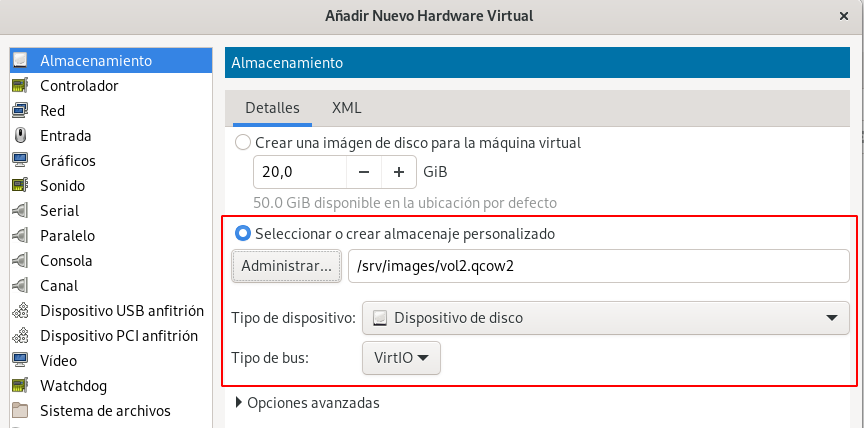 Añadir Nuevo Hardware Virtual
Almacenamiento
Controlador
Red
Entrada
Gráficos
Sonido
Serial
Paralelo
Consola
Canal
Dispositivo USB anfitrión
Dispositivo PCI anfitrión
Vídeo
Watchdog
Sistema de archivos
Almacenamiento
Detalles XML
Crear una imágen de disco para la máquina virtual
20,0 − + GiB
50.0 GiB disponible en la ubicación por defecto
Seleccionar o crear almacenaje personalizado
Administrar... /srv/images/vol2.qcow2
Tipo de dispositivo: Dispositivo de disco
Tipo de bus: VirtIO
Opciones avanzadas